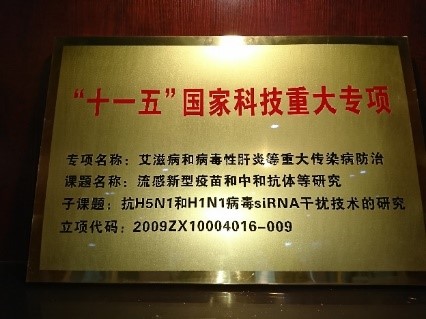 “十一五”国家科技重大专项
专项名称：艾滋病和病毒性肝炎等重大传染病防治
课题名称：流感新型疫苗和中和抗体等研究
子课题：抗H5N1和H1N1病毒siRNA干扰技术的研究
立项代码：2009ZX10004016-009